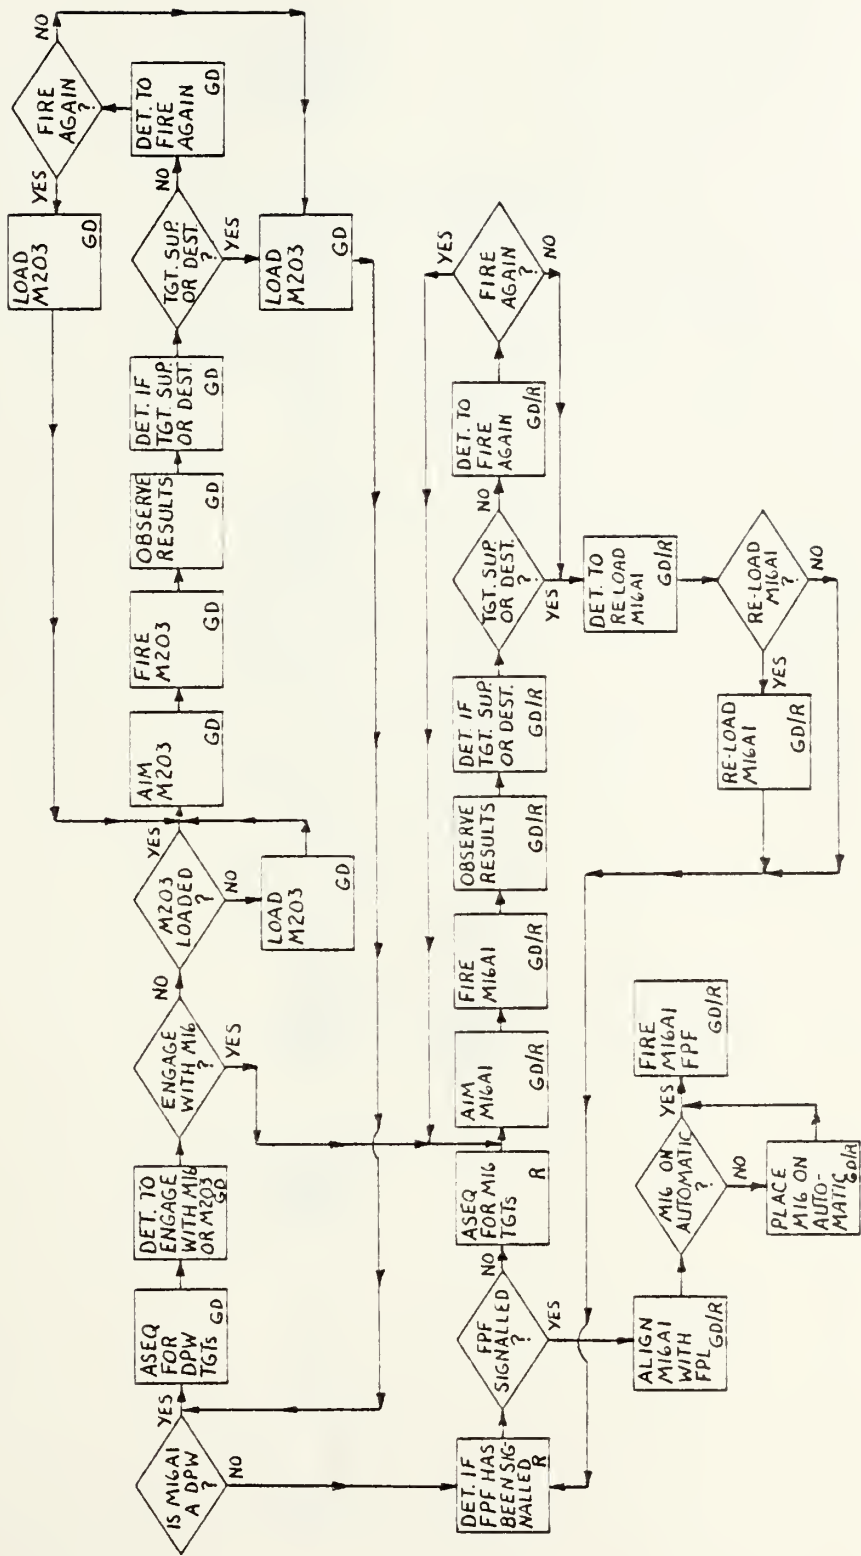 IS M16A1
A DPW
?
YES
NO
ASEQ
FOR
DPW
TGTs
GD
DET. TO
ENGAGE
WITH M16
OR M203
GD
ENGAGE
WITH M16
?
NO
YES
M203
LOADED
?
YES
NO
LOAD
M203
GD
AIM
M203
GD
FIRE
M203
GD
OBSERVE
RESULTS
GD
DET. IF
TGT. SUP.
OR DEST.
GD
TGT. SUP.
OR DEST.
?
NO
YES
LOAD
M203
GD
DET. TO
FIRE
AGAIN
GD
FIRE
AGAIN
?
NO
YES
LOAD
M203
GD
DET. IF
FPF HAS
BEEN SIG-
NALLED
R
FPF
SIGNALLED
?
NO
YES
ASEQ
FOR M16
TGTs
R
AIM
M16A1
GD/R
FIRE
M16A1
GD/R
OBSERVE
RESULTS
GD/R
DET. IF
TGT. SUP.
OR DEST.
GD/R
TGT. SUP.
OR DEST.
?
NO
YES
DET. TO
FIRE
AGAIN
GD/R
FIRE
AGAIN
?
YES
NO
DET. TO
RE-LOAD
M16A1
GD/R
RE-LOAD
M16A1
?
YES
NO
RE-LOAD
M16A1
GD/R
ALIGN
M16A1
WITH
FPL GD/R
M16 ON
AUTOMATIC
?
YES
NO
PLACE
M16 ON
AUTO-
MATIC GD/R
FIRE
M16A1
FPF
GD/R